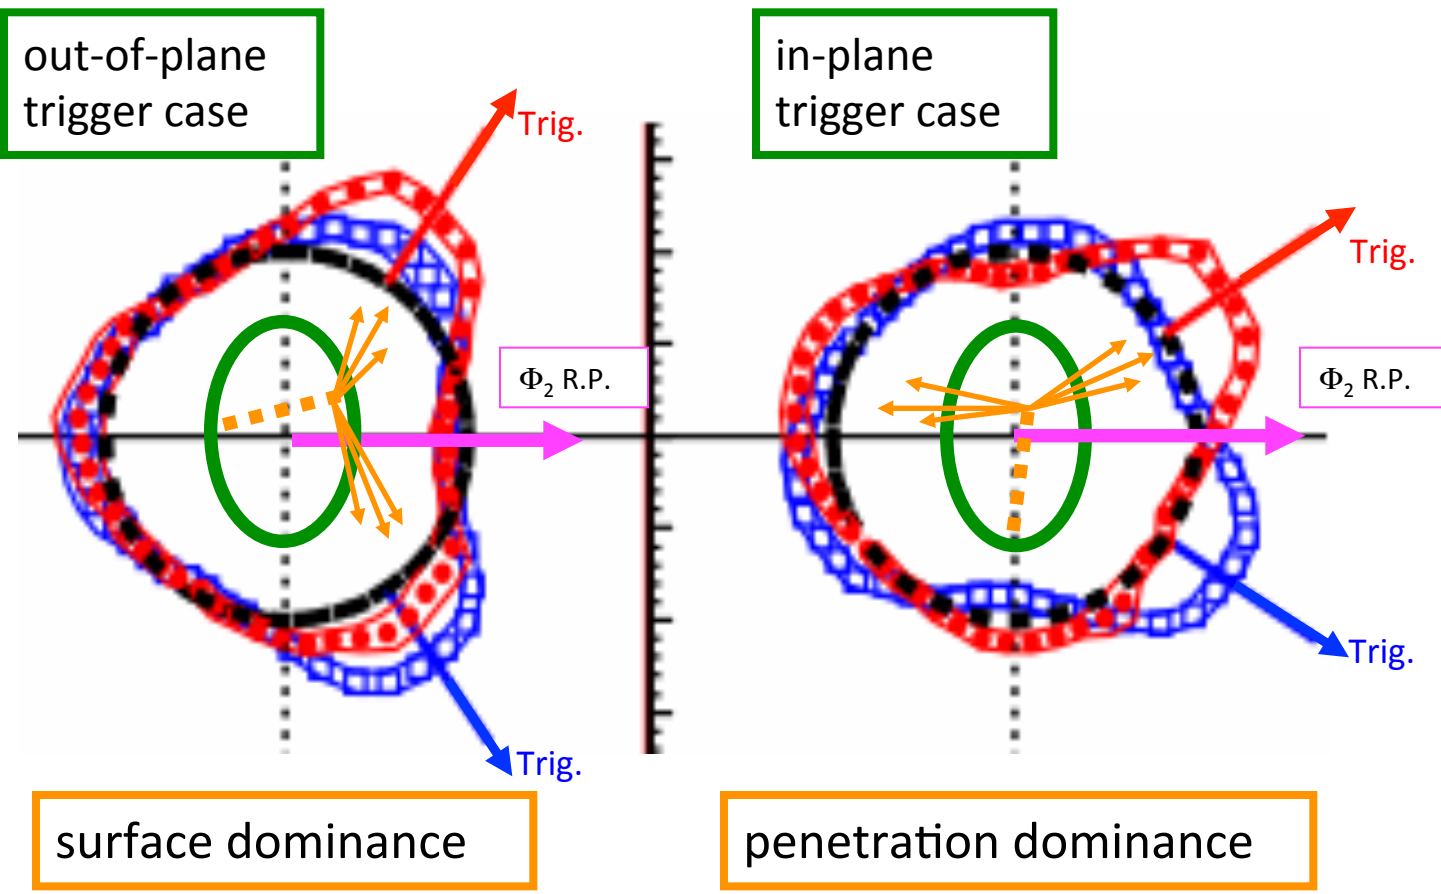 out-of-plane
trigger case
in-plane
trigger case
Trig.
Trig.
Φ2 R.P.
Φ2 R.P.
Trig.
Trig.
surface dominance
penetration dominance